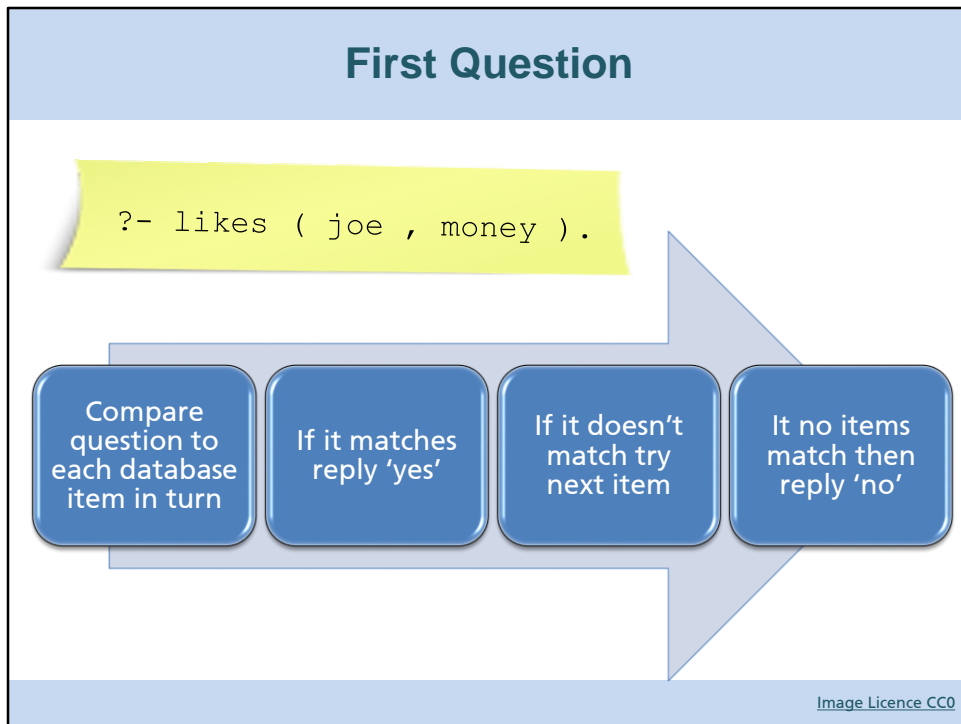 First Question
?- likes ( joe , money ).
Compare
question to
each database
item in turn
If it matches
reply ‘yes’
If it doesn’t
match try
next item
It no items
match then
reply ‘no’
Image Licence CC0